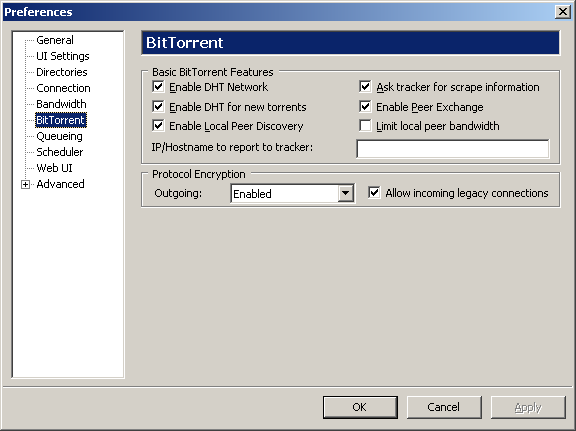 Preferences
General
UI Settings
Directories
Connection
Bandwidth
BitTorrent
Queueing
Scheduler
Web UI
Advanced
BitTorrent
Basic BitTorrent Features
Enable DHT Network
Ask tracker for scrape information
Enable DHT for new torrents
Enable Peer Exchange
Enable Local Peer Discovery
Limit local peer bandwidth
IP/Hostname to report to tracker:
Protocol Encryption
Outgoing: Enabled
Allow incoming legacy connections
OK Cancel Apply